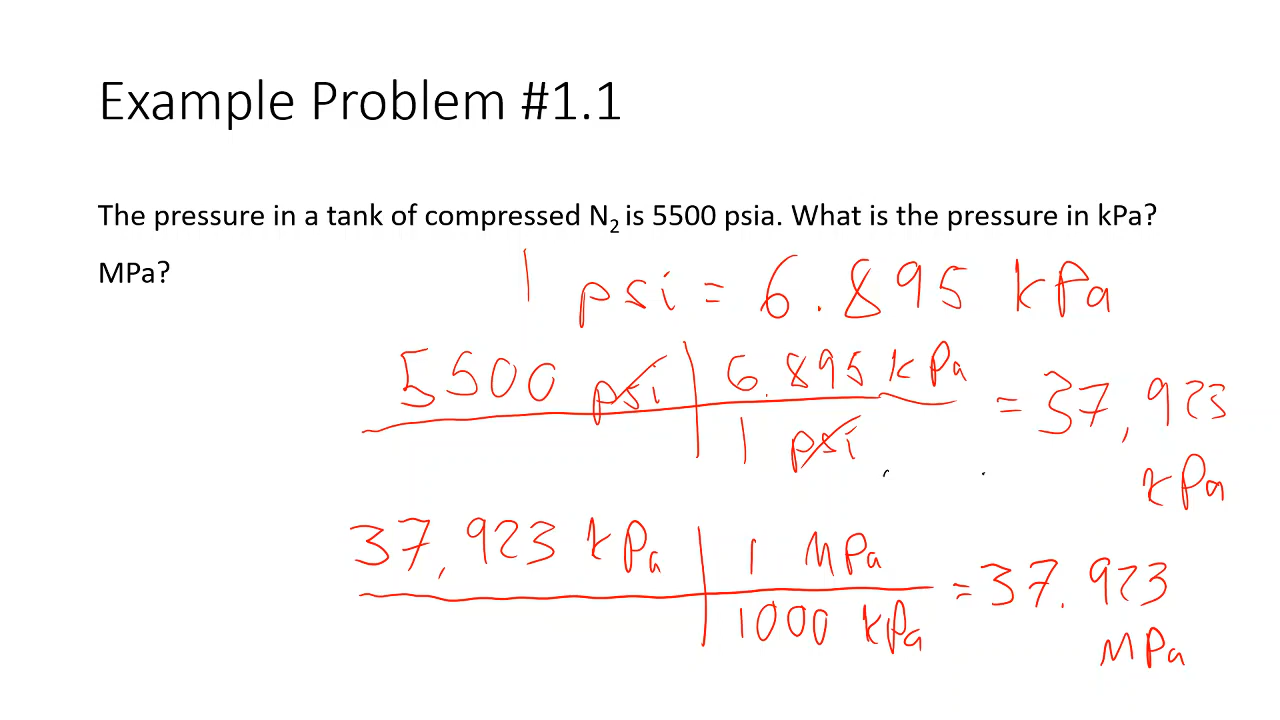 Example Problem #1.1
The pressure in a tank of compressed N₂ is 5500 psia. What is the pressure in kPa?
MPa?
1 psi = 6.895 kPa
5500 psi | 6.895 kPa
1 psi
= 37,923
kPa
37,923 kPa | 1 MPa
1000 kPa
= 37.923
MPa